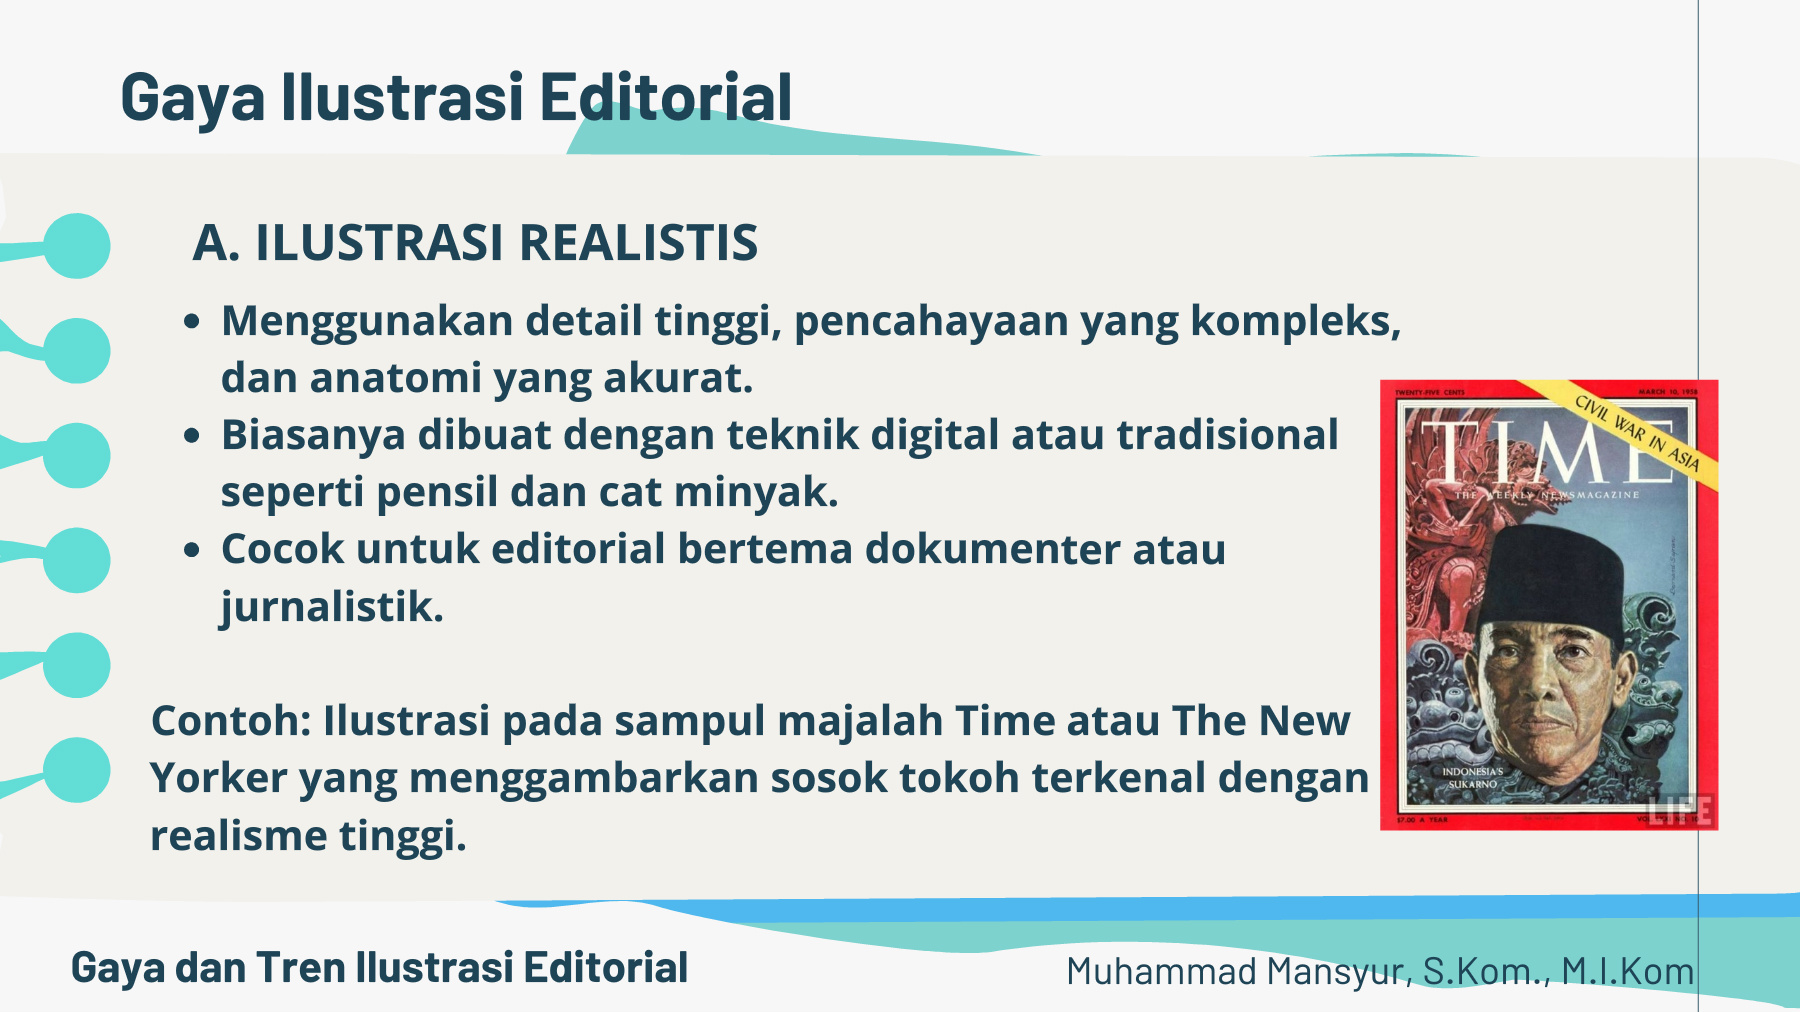 Gaya Ilustrasi Editorial
A. ILUSTRASI REALISTIS
• Menggunakan detail tinggi, pencahayaan yang kompleks,
dan anatomi yang akurat.
• Biasanya dibuat dengan teknik digital atau tradisional
seperti pensil dan cat minyak.
• Cocok untuk editorial bertema dokumenter atau
jurnalistik.
Contoh: Ilustrasi pada sampul majalah Time atau The New
Yorker yang menggambarkan sosok tokoh terkenal dengan
realisme tinggi.
TWENTY-FIVE CENTS
MARCH 10, 1958
CIVIL WAR IN ASIA
TIME
THE WEEKLY NEWSMAGAZINE
INDONESIA'S
SUKARNO
$7.00 A YEAR
LIFE
Gaya dan Tren Ilustrasi Editorial
Muhammad Mansyur, S.Kom., M.I.Kom